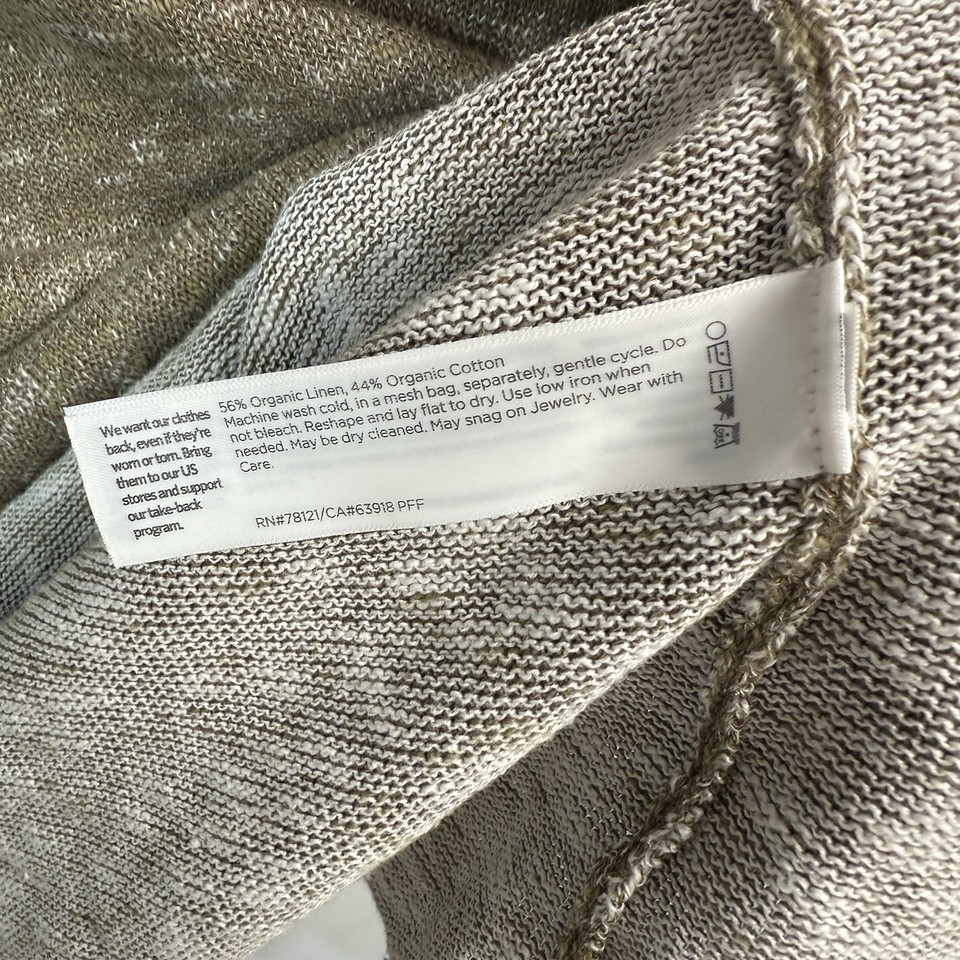 We want our clothes
back, even if they're
worn or torn. Bring
them to our US
stores and support
our take-back
program.
56% Organic Linen, 44% Organic Cotton
Machine wash cold, in a mesh bag, separately, gentle cycle. Do
not bleach. Reshape and lay flat to dry. Use low iron when
needed. May be dry cleaned. May snag on Jewelry. Wear with
Care.
RN#78121/CA#63918 PFF